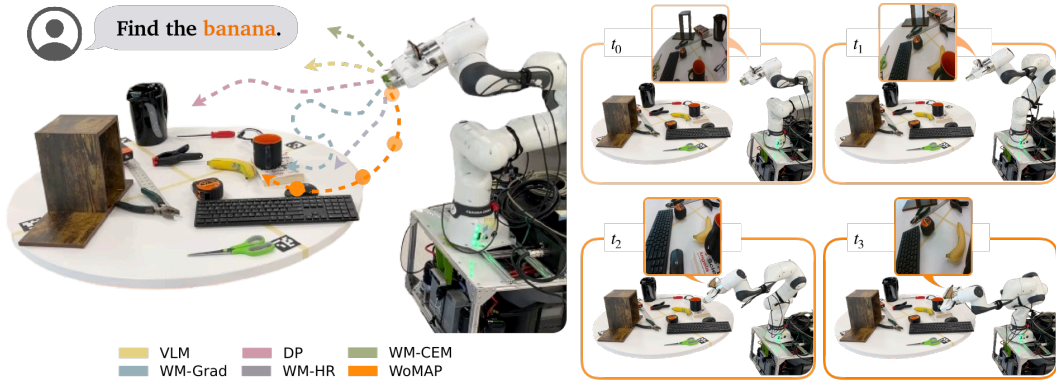 Find the banana.
t0
t1
t2
t3
VLM
DP
WM-CEM
WM-Grad
WM-HR
WoMAP